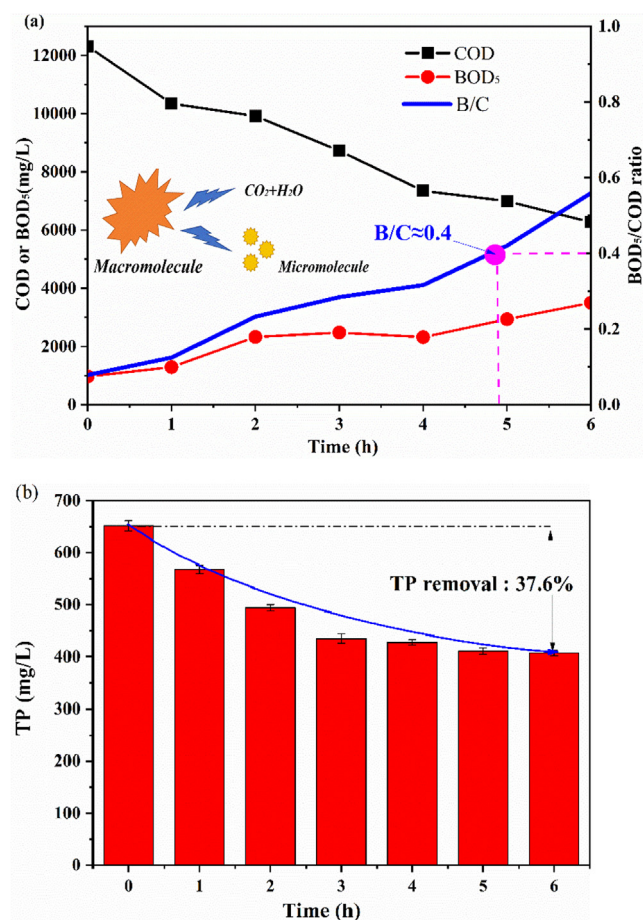 (a)
12000
10000
8000
6000
4000
2000
0
COD or BOD₅(mg/L)
COD
BOD₅
B/C
CO₂+H₂O
Macromolecule
Micromolecule
B/C≈0.4
1.0
0.8
0.6
0.4
0.2
0.0
BOD₅/COD ratio
0 1 2 3 4 5 6
Time (h)
(b)
700
600
500
400
300
200
100
0
TP (mg/L)
TP removal : 37.6%
0 1 2 3 4 5 6
Time (h)